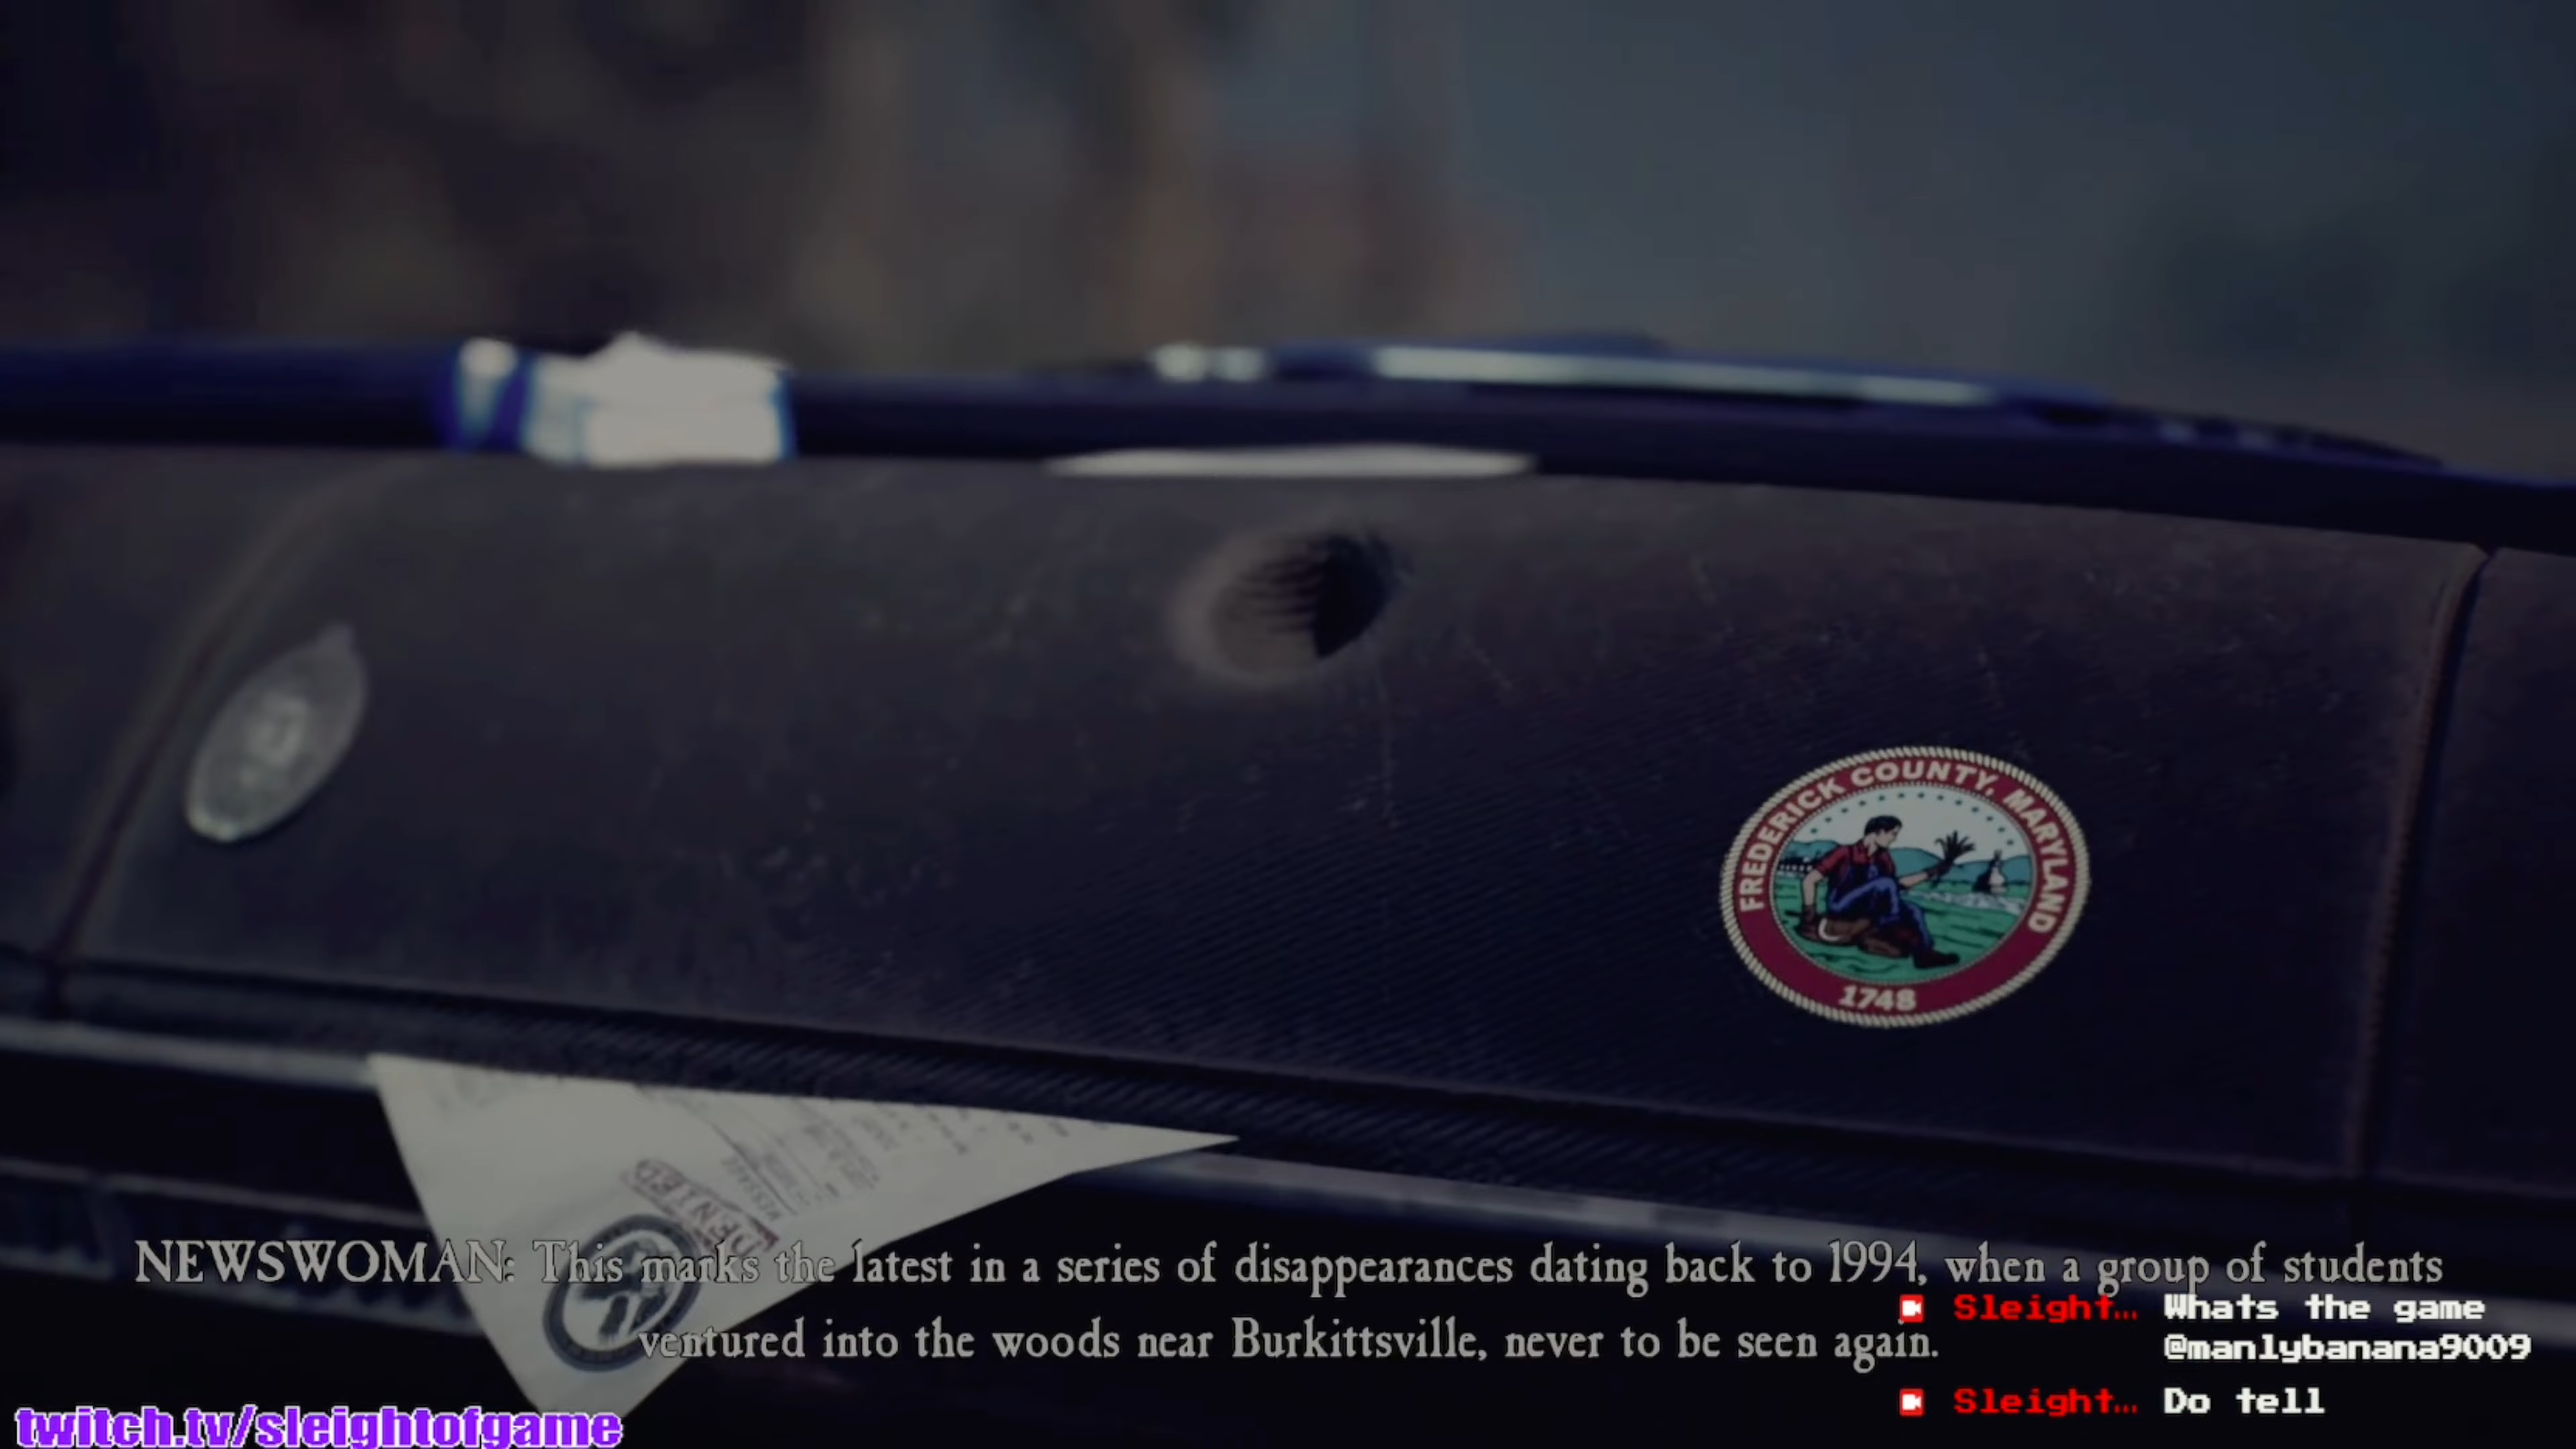 FREDERICK COUNTY, MARYLAND
1748
DENIED
NEWSWOMAN: This marks the latest in a series of disappearances dating back to 1994, when a group of students
ventured into the woods near Burkittsville, never to be seen again.
Sleight... Whats the game
@manlybanana9009
Sleight... Do tell
twitch.tv/sleightofgame